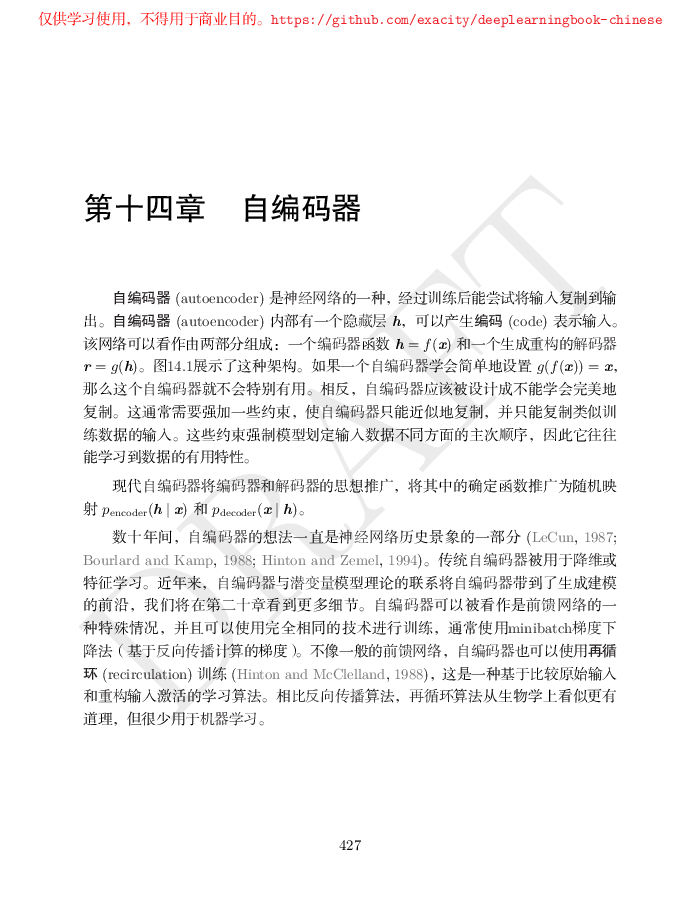 仅供学习使用，不得用于商业目的。https://github.com/exacity/deeplearningbook-chinese
第十四章 自编码器
自编码器 (autoencoder) 是神经网络的一种，经过训练后能尝试将输入复制到输
出。自编码器 (autoencoder) 内部有一个隐藏层 h，可以产生编码 (code) 表示输入。
该网络可以看作由两部分组成：一个编码器函数 h = f(x) 和一个生成重构的解码器
r = g(h)。图14.1展示了这种架构。如果一个自编码器学会简单地设置 g(f(x)) = x，
那么这个自编码器就不会特别有用。相反，自编码器应该被设计成不能学会完美地
复制。这通常需要强加一些约束，使自编码器只能近似地复制，并只能复制类似训
练数据的输入。这些约束强制模型划定输入数据不同方面的主次顺序，因此它往往
能学习到数据的有用特性。
现代自编码器将编码器和解码器的思想推广，将其中的确定函数推广为随机映
射 pencoder(h | x) 和 pdecoder(x | h)。
数十年间，自编码器的想法一直是神经网络历史景象的一部分 (LeCun, 1987;
Bourlard and Kamp, 1988; Hinton and Zemel, 1994)。传统自编码器被用于降维或
特征学习。近年来，自编码器与潜变量模型理论的联系将自编码器带到了生成建模
的前沿，我们将在第二十章看到更多细节。自编码器可以被看作是前馈网络的一
种特殊情况，并且可以使用完全相同的技术进行训练，通常使用minibatch梯度下
降法（基于反向传播计算的梯度）。不像一般的前馈网络，自编码器也可以使用再循
环 (recirculation) 训练 (Hinton and McClelland, 1988)，这是一种基于比较原始输入
和重构输入激活的学习算法。相比反向传播算法，再循环算法从生物学上看似更有
道理，但很少用于机器学习。
427
DRAFT